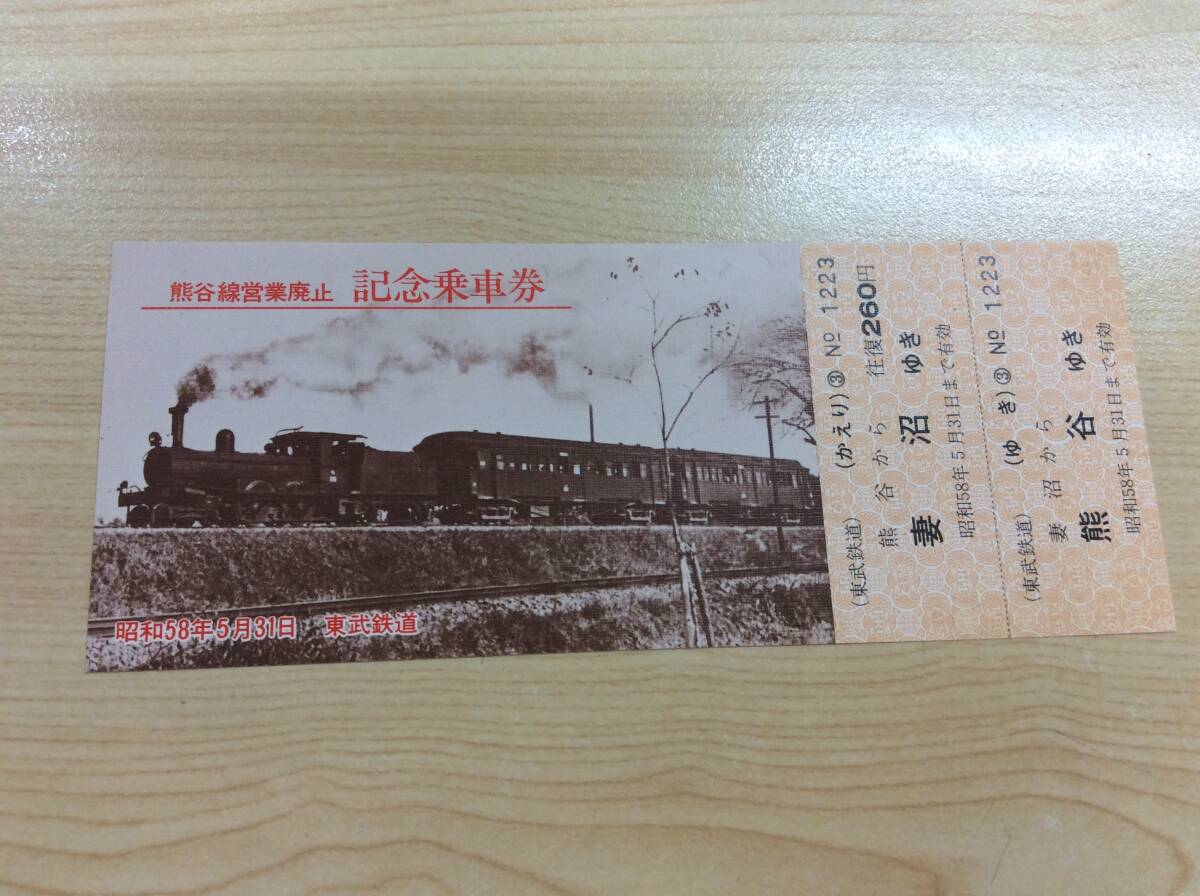 熊谷線営業廃止 記念乗車券
昭和58年5月31日 東武鉄道
(東武鉄道) (かえり) ③ No 1223
熊谷から 往復260円
妻沼 ゆき
昭和58年5月31日まで有効
(東武鉄道) (ゆき) ③ No 1223
妻沼から
熊谷 ゆき
昭和58年5月31日まで有効